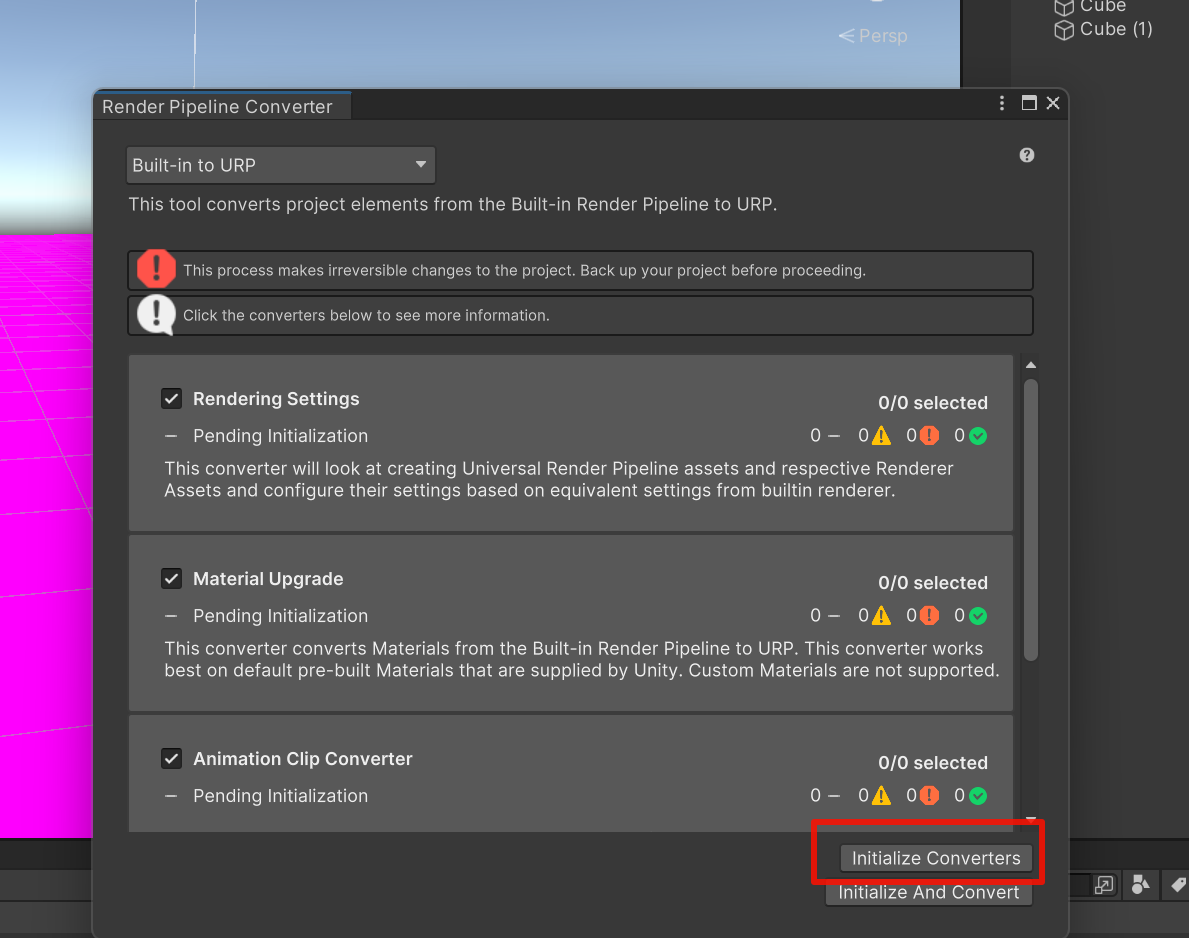 Cube
Persp
Cube (1)
Render Pipeline Converter
Built-in to URP
This tool converts project elements from the Built-in Render Pipeline to URP.
This process makes irreversible changes to the project. Back up your project before proceeding.
Click the converters below to see more information.
Rendering Settings
0/0 selected
Pending Initialization
0 – 0 0 0
This converter will look at creating Universal Render Pipeline assets and respective Renderer
Assets and configure their settings based on equivalent settings from builtin renderer.
Material Upgrade
0/0 selected
Pending Initialization
0 – 0 0 0
This converter converts Materials from the Built-in Render Pipeline to URP. This converter works
best on default pre-built Materials that are supplied by Unity. Custom Materials are not supported.
Animation Clip Converter
0/0 selected
Pending Initialization
0 – 0 0 0
Initialize Converters
Initialize And Convert